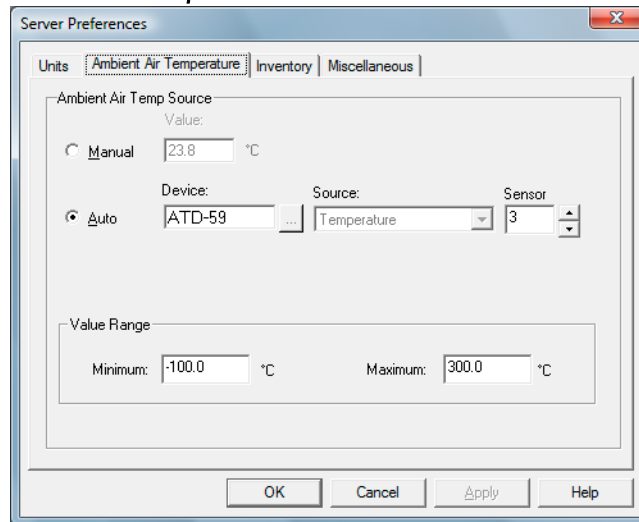 Server Preferences
Units Ambient Air Temperature Inventory Miscellaneous
Ambient Air Temp Source
Value:
Manual 23.8 °C
Device: Source: Sensor
Auto ATD-59 ... Temperature 3
Value Range
Minimum: -100.0 °C Maximum: 300.0 °C
OK Cancel Apply Help